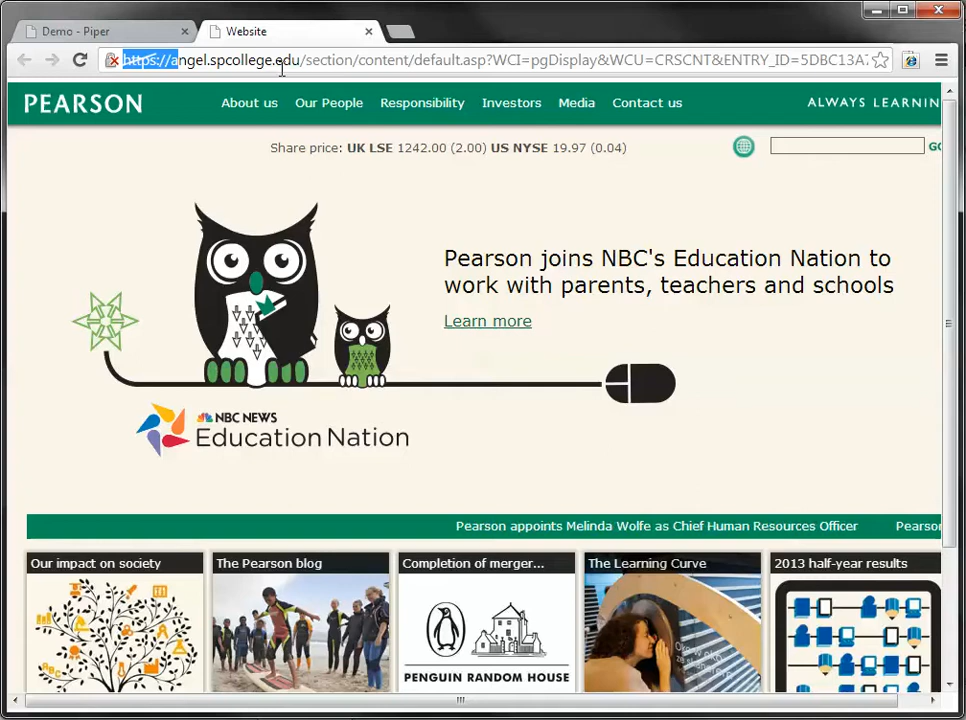 Demo - Piper
Website
https://angel.spcollege.edu/section/content/default.asp?WCI=pgDisplay&WCU=CRSCNT&ENTRY_ID=5DBC13A7
PEARSON
About us
Our People
Responsibility
Investors
Media
Contact us
ALWAYS LEARNIN
Share price: UK LSE 1242.00 (2.00) US NYSE 19.97 (0.04)
GO
Pearson joins NBC's Education Nation to
work with parents, teachers and schools
Learn more
NBC NEWS
Education Nation
Pearson appoints Melinda Wolfe as Chief Human Resources Officer
Pearson
Our impact on society
The Pearson blog
Completion of merger...
The Learning Curve
2013 half-year results
ABC
PENGUIN RANDOM HOUSE